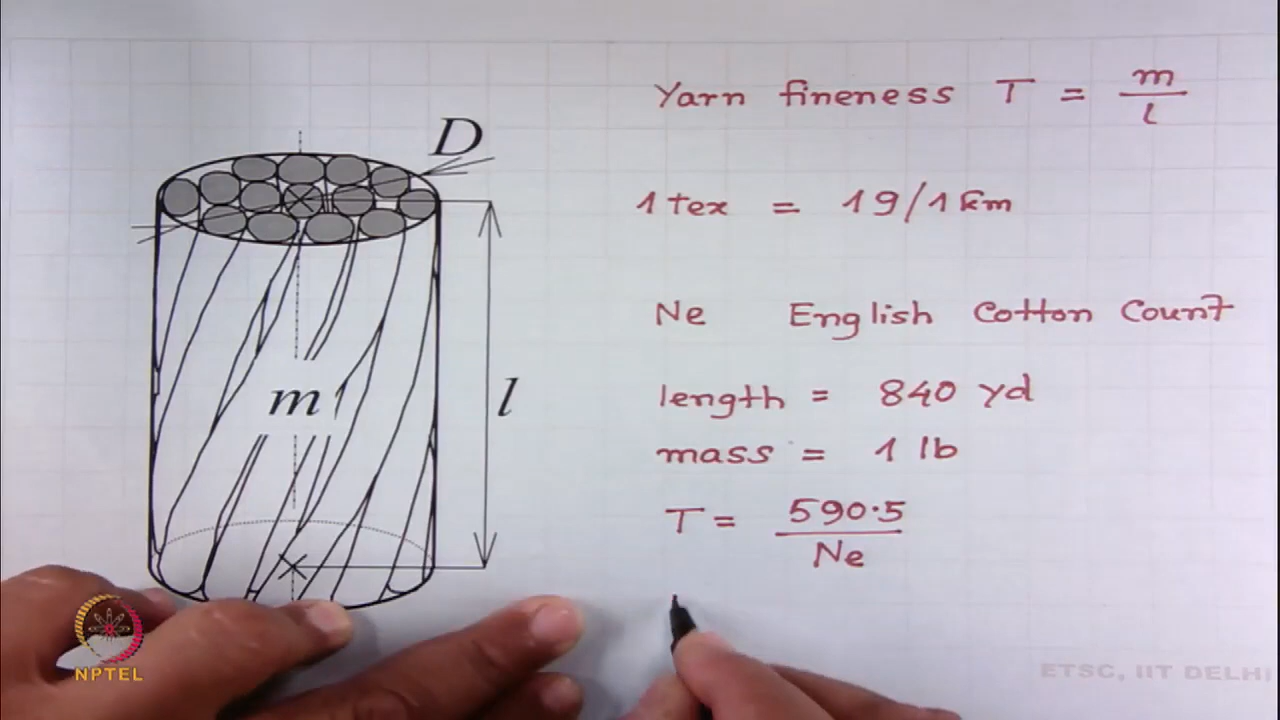 Yarn fineness T = m/l
D
1 tex = 1g/1km
Ne English Cotton Count
length = 840 yd
m
l
mass = 1 lb
T = 590.5/Ne
NPTEL
ETSC, IIT DELHI